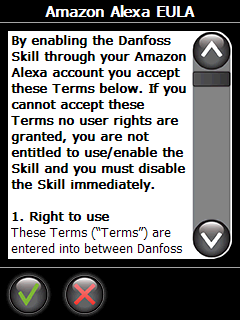 Amazon Alexa EULA
By enabling the Danfoss
Skill through your Amazon
Alexa account you accept
these Terms below. If you
cannot accept these
Terms no user rights are
granted, you are not
entitled to use/enable the
Skill and you must disable
the Skill immediately.
1. Right to use
These Terms (“Terms”) are
entered into between Danfoss